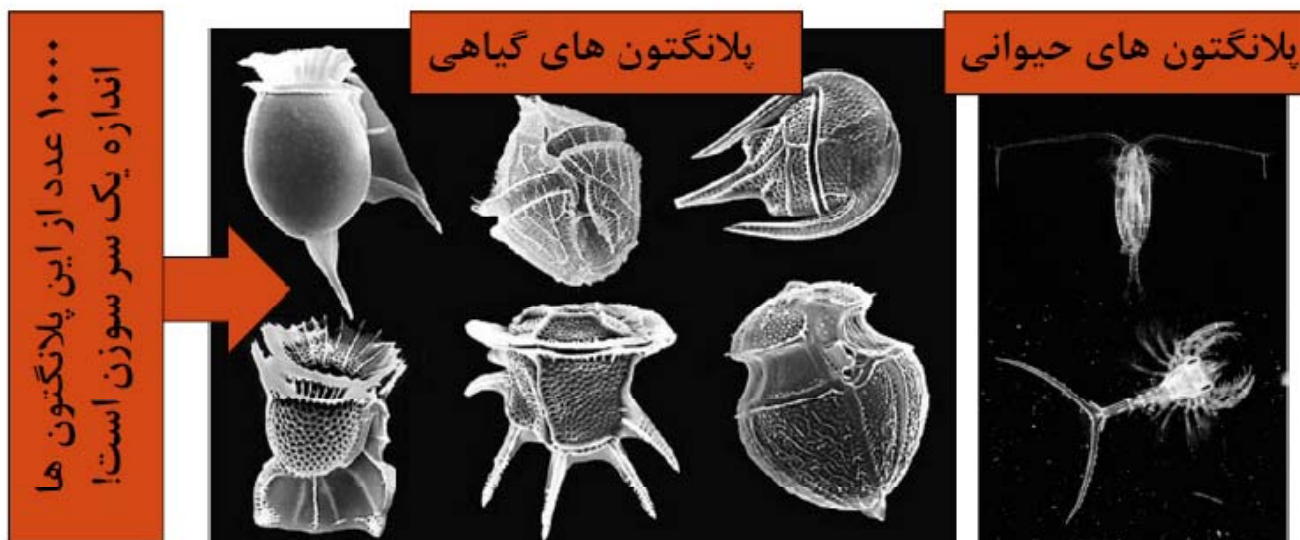 پلانگتون های حیوانی
پلانگتون های گیاهی
۱۰۰۰۰ عدد از این پلانگتون ها
اندازه یک سر سوزن است!